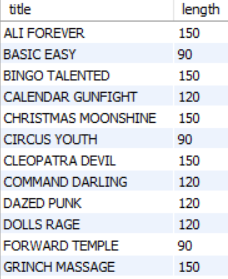 title length
ALI FOREVER 150
BASIC EASY 90
BINGO TALENTED 150
CALENDAR GUNFIGHT 120
CHRISTMAS MOONSHINE 150
CIRCUS YOUTH 90
CLEOPATRA DEVIL 150
COMMAND DARLING 120
DAZED PUNK 120
DOLLS RAGE 120
FORWARD TEMPLE 90
GRINCH MASSAGE 150